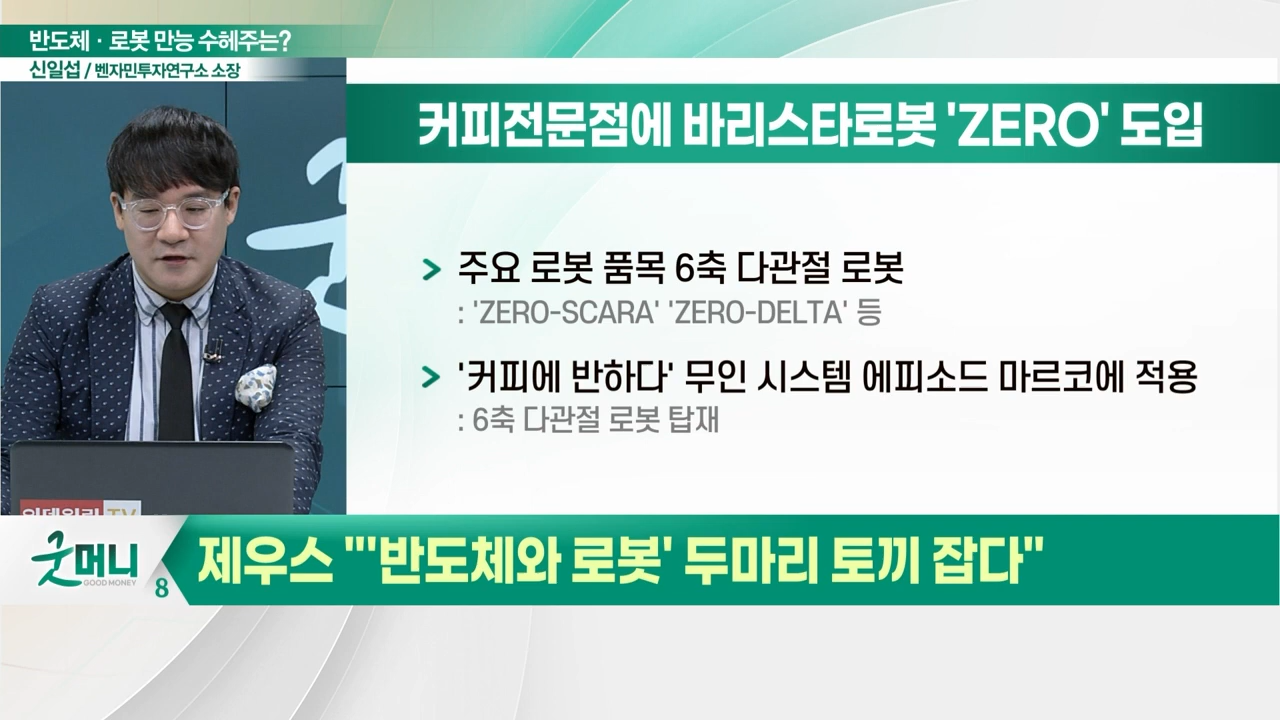 반도체 · 로봇 만능 수혜주는?
신일섭 / 벤자민투자연구소 소장
커피전문점에 바리스타로봇 'ZERO' 도입
> 주요 로봇 품목 6축 다관절 로봇
: 'ZERO-SCARA' 'ZERO-DELTA' 등
> '커피에 반하다' 무인 시스템 에피소드 마르코에 적용
: 6축 다관절 로봇 탑재
굿머니
GOOD MONEY
8
제우스 "'반도체와 로봇' 두마리 토끼 잡다"